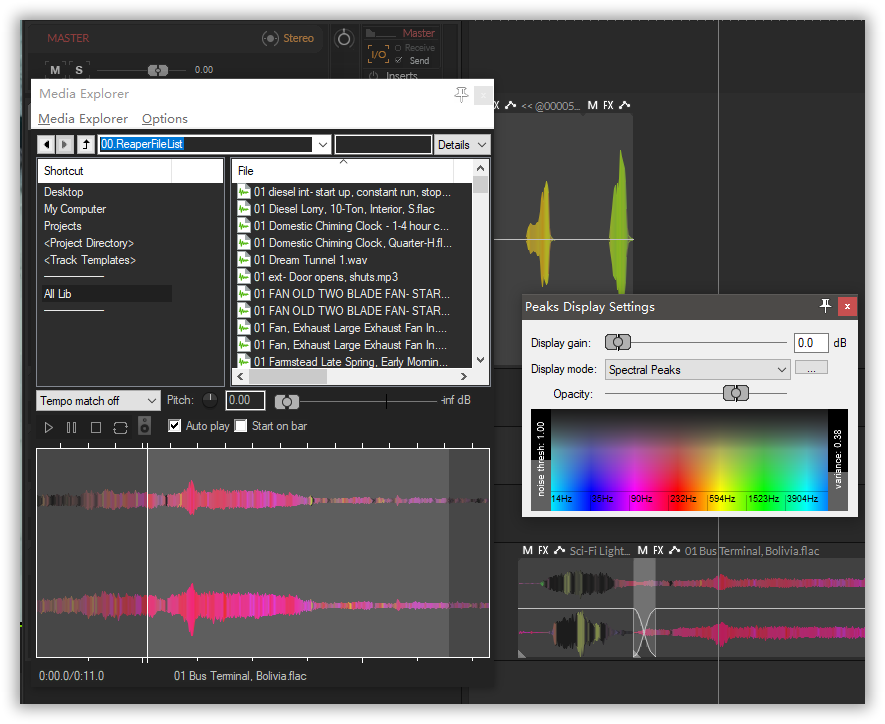 MASTER
Stereo
Master
I/O
Receive
Send
Inserts
M S
0.00
Media Explorer
Media Explorer Options
00.ReaperFileList
Details
Shortcut
Desktop
My Computer
Projects
<Project Directory>
<Track Templates>
All Lib
File
01 diesel int- start up, constant run, stop...
01 Diesel Lorry, 10-Ton, Interior, S.flac
01 Domestic Chiming Clock - 1-4 hour c...
01 Domestic Chiming Clock, Quarter-H.fl...
01 Dream Tunnel 1.wav
01 ext- Door opens, shuts.mp3
01 FAN OLD TWO BLADE FAN- STAR...
01 FAN OLD TWO BLADE FAN- STAR...
01 Fan, Exhaust Large Exhaust Fan In....
01 Fan, Exhaust Large Exhaust Fan In....
01 Farmstead Late Spring, Early Mornin...
Tempo match off
Pitch:
0.00
-inf dB
Auto play
Start on bar
0:00.0/0:11.0
01 Bus Terminal, Bolivia.flac
X
<< @00005...
M FX
Peaks Display Settings
x
Display gain:
0.0
dB
Display mode:
Spectral Peaks
...
Opacity:
noise thresh: 1.00
variance: 0.38
14Hz 35Hz 90Hz 232Hz 594Hz 1523Hz 3904Hz
M FX Sci-Fi Light... M FX 01 Bus Terminal, Bolivia.flac